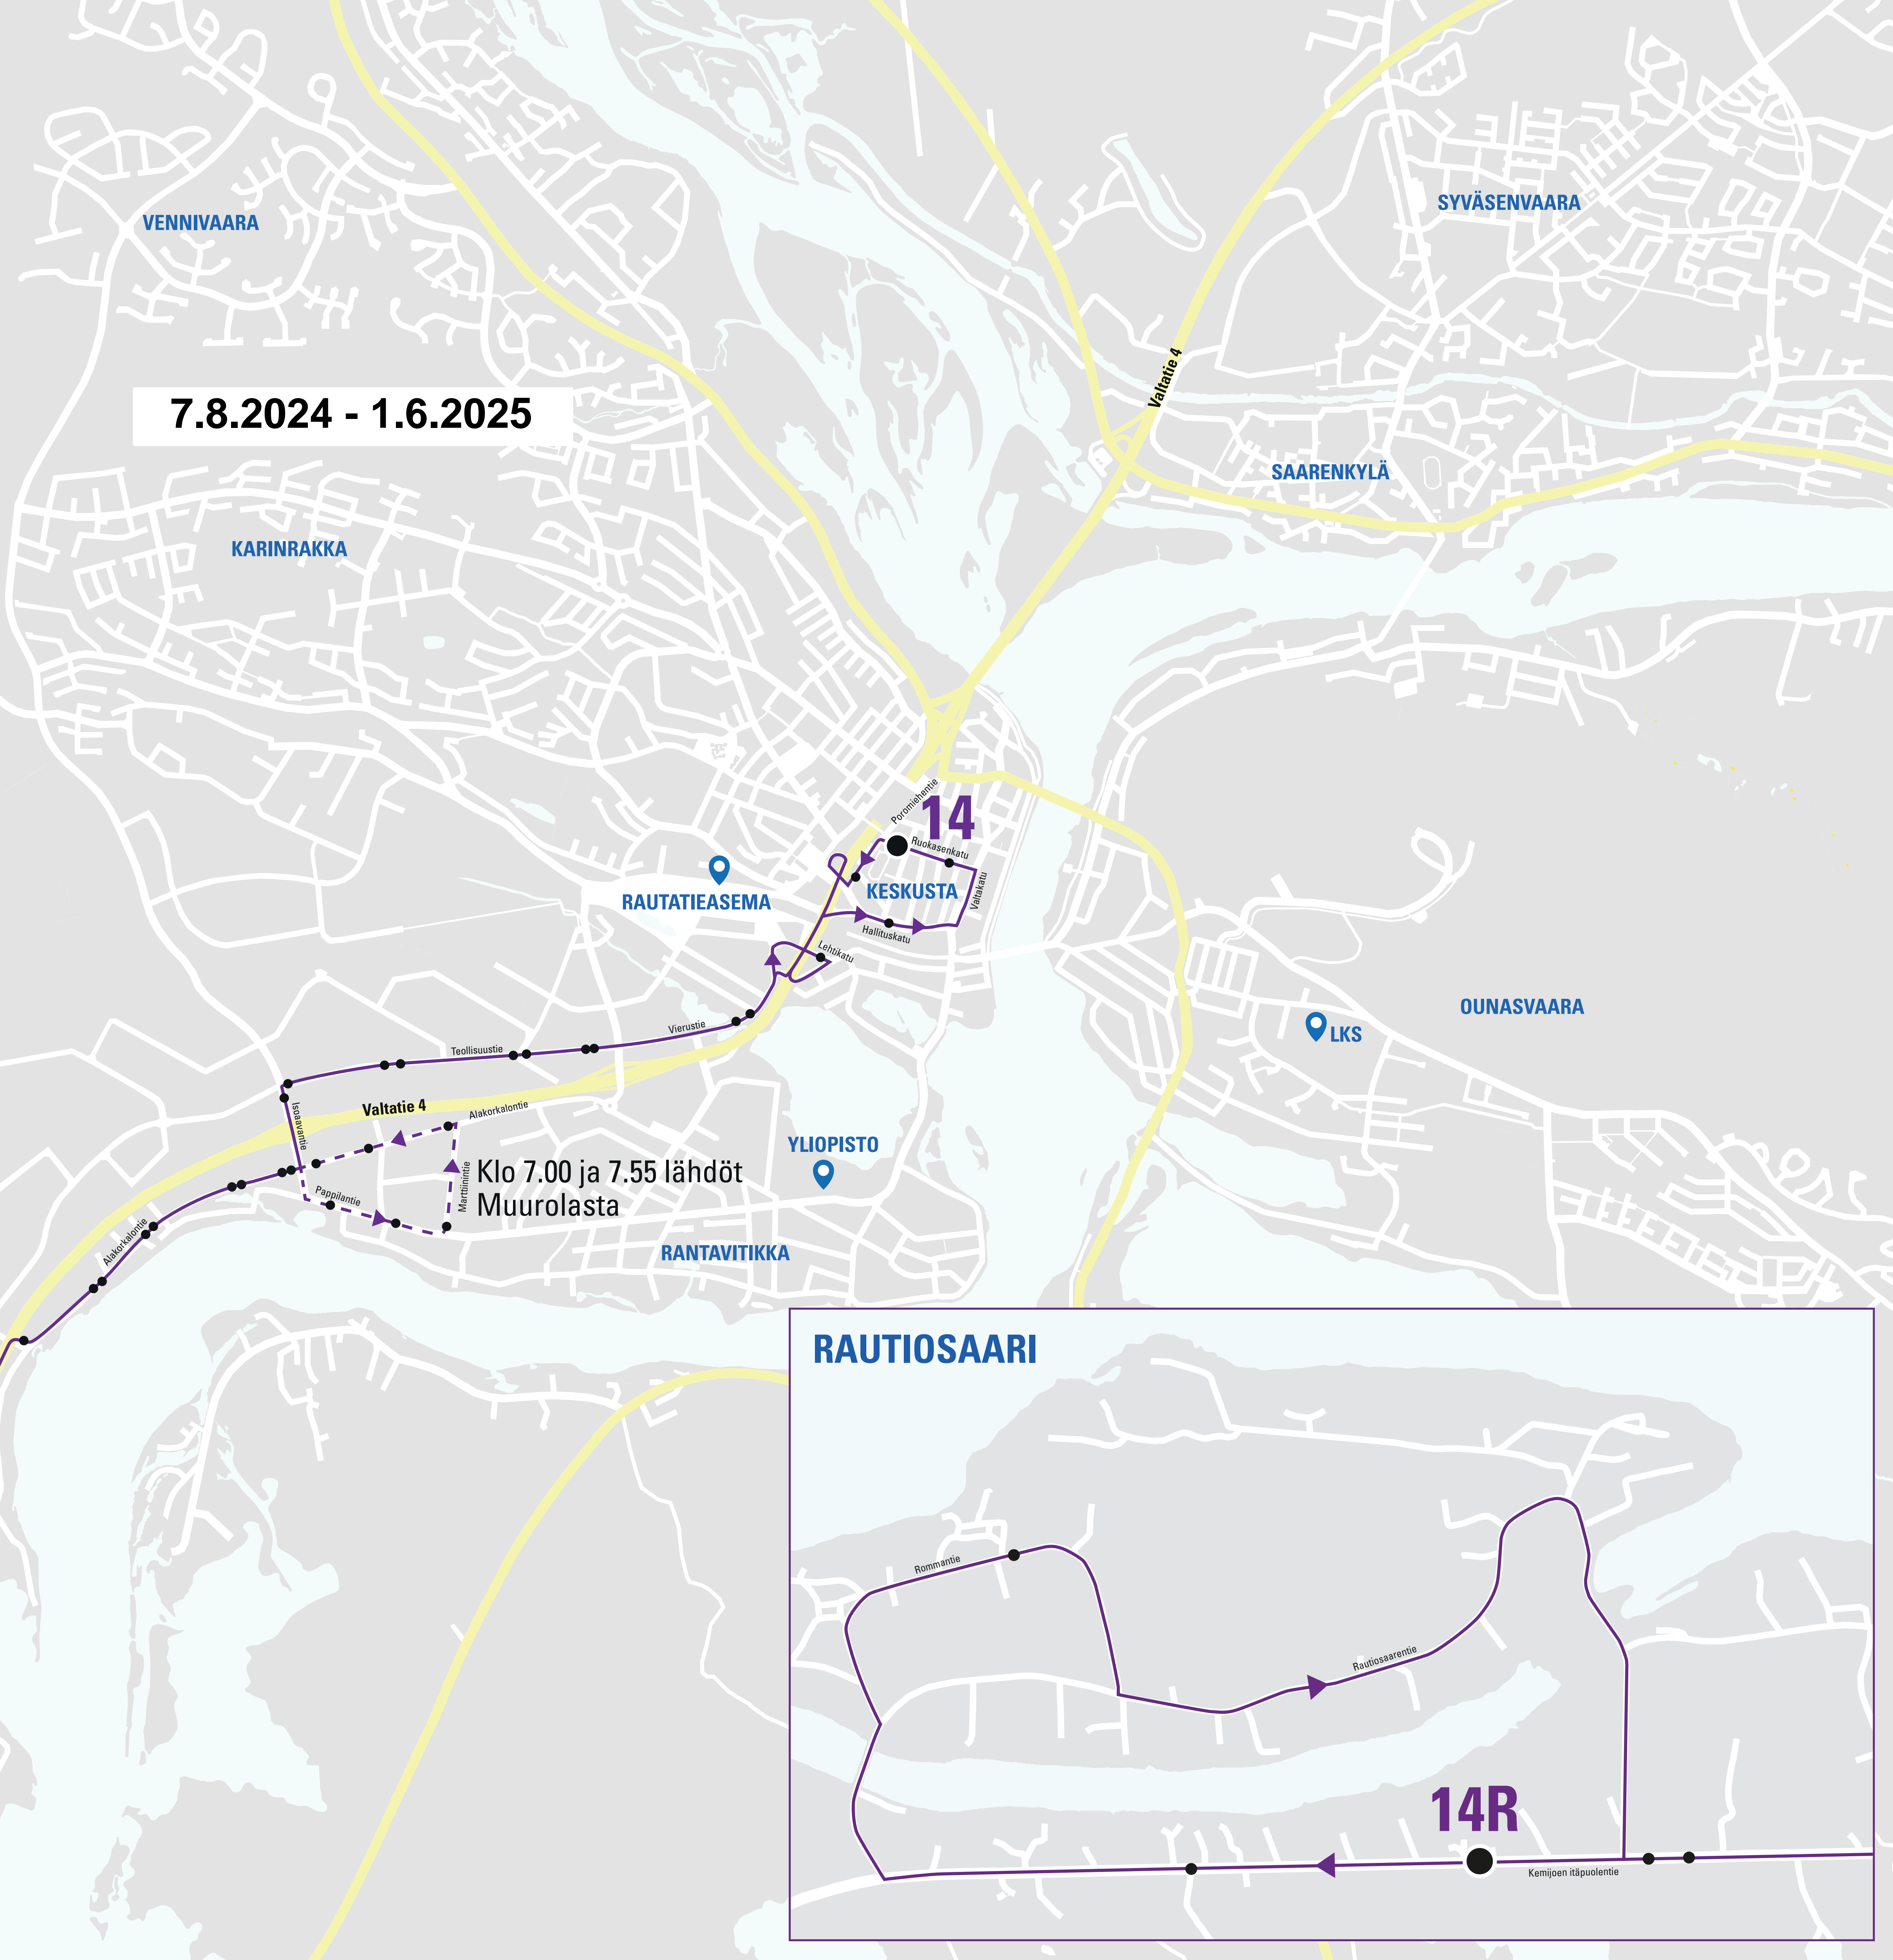 SYVÄSENVAARA
VENNIVAARA
Valtatie 4
7.8.2024 - 1.6.2025
SAARENKYLÄ
KARINRAKKA
Poromiehentie
14
Ruokasenkatu
RAUTATIEASEMA
KESKUSTA
Valtakatu
Hallituskatu
Lehtikatu
OUNASVAARA
LKS
Vierustie
Teollisuustie
Valtatie 4
Alakorkalontie
Isoaavantie
YLIOPISTO
Klo 7.00 ja 7.55 lähdöt
Muurolasta
Marttiinintie
Pappilantie
Alakorkalontie
RANTAVITIKKA
RAUTIOSAARI
Rommantie
Rautiosaarentie
14R
Kemijoen itäpuolentie